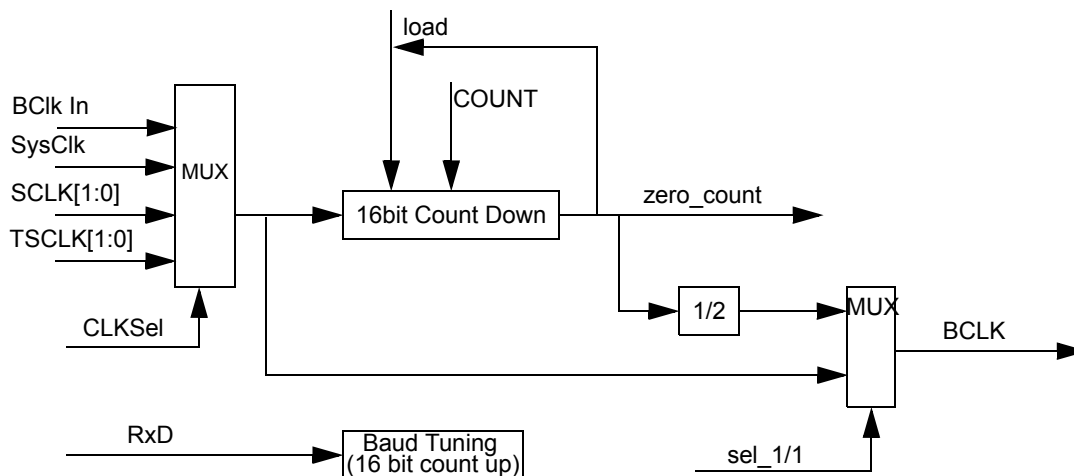 load
BClk In
COUNT
SysClk
MUX
SCLK[1:0]
16bit Count Down
zero_count
TSCLK[1:0]
1/2
MUX
CLKSel
BCLK
RxD
Baud Tuning
(16 bit count up)
sel_1/1